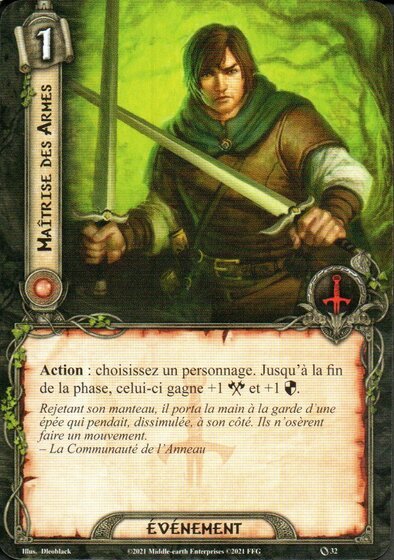 1
MAÎTRISE DES ARMES
Action : choisissez un personnage. Jusqu'à la fin
de la phase, celui-ci gagne +1 et +1 .
Rejetant son manteau, il porta la main à la garde d'une
épée qui pendait, dissimulée, à son côté. Ils n'osèrent
faire un mouvement.
– La Communauté de l'Anneau
ÉVÉNEMENT
Illus. Dleoblack
©2021 Middle-earth Enterprises ©2021 FFG
32